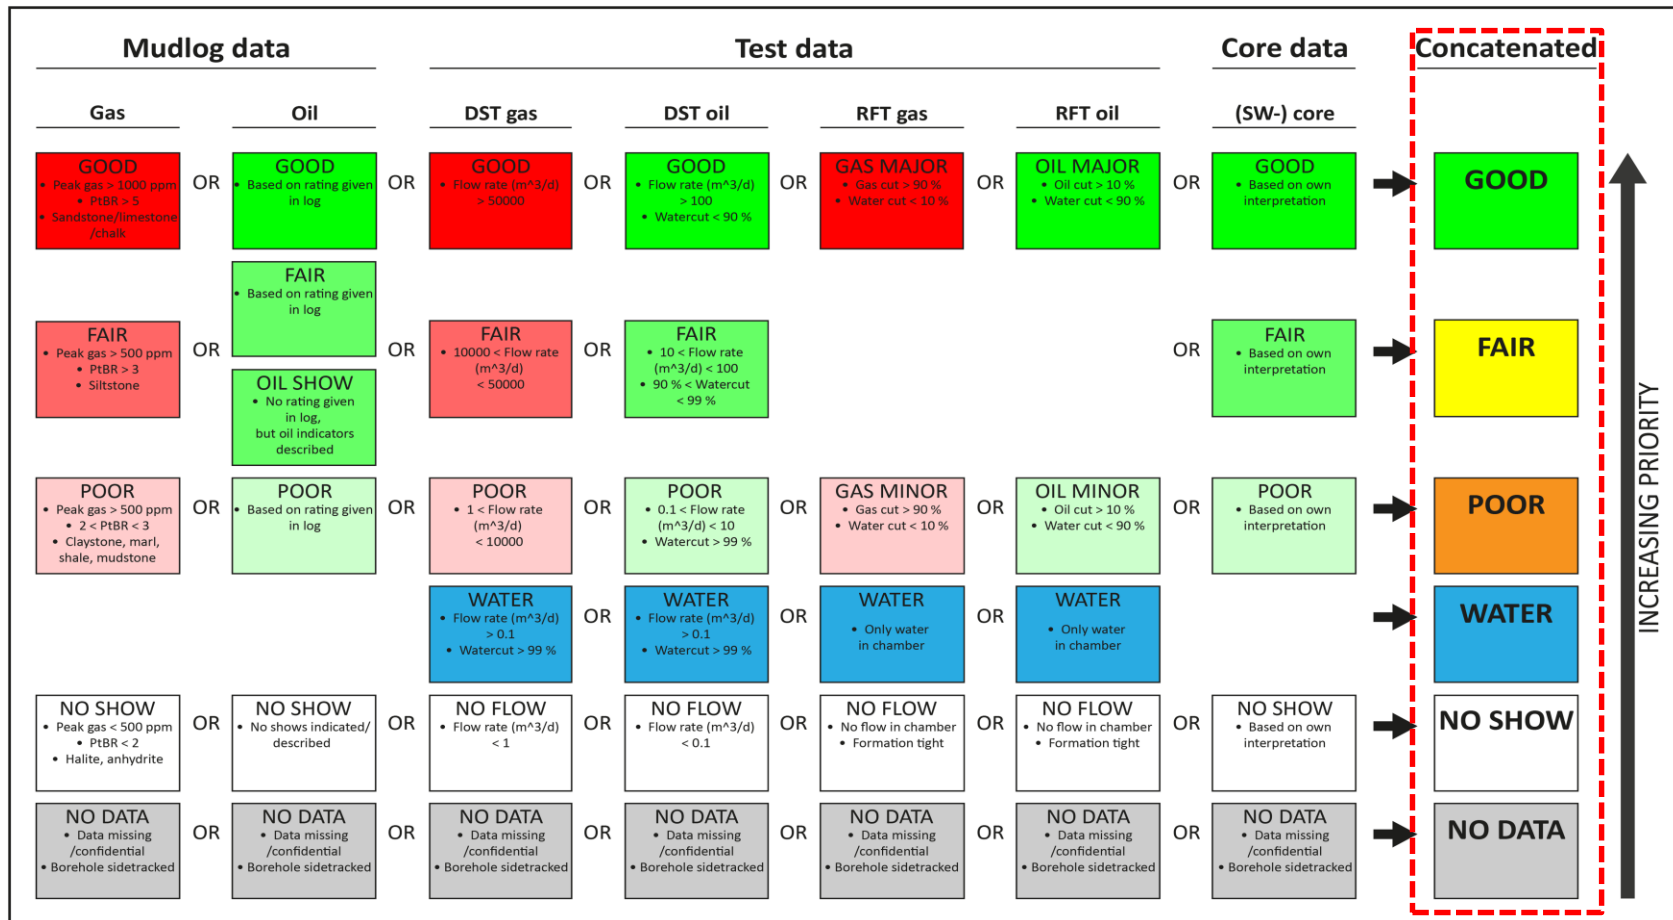 Mudlog data
Test data
Core data
Concatenated
Gas
Oil
DST gas
DST oil
RFT gas
RFT oil
(SW-) core
GOOD
• Peak gas > 1000 ppm
• PtBR > 5
• Sandstone/limestone
/chalk
OR
GOOD
• Based on rating given
in log
OR
GOOD
• Flow rate (m^3/d)
> 50000
OR
GOOD
• Flow rate (m^3/d)
> 100
• Watercut < 90 %
OR
GAS MAJOR
• Gas cut > 90 %
• Water cut < 10 %
OR
OIL MAJOR
• Oil cut > 10 %
• Water cut < 90 %
OR
GOOD
• Based on own
interpretation
GOOD
FAIR
• Peak gas > 500 ppm
• PtBR > 3
• Siltstone
OR
FAIR
• Based on rating given
in log
OIL SHOW
• No rating given
in log,
but oil indicators
described
OR
FAIR
• 10000 < Flow rate
(m^3/d)
< 50000
OR
FAIR
• 10 < Flow rate
(m^3/d) < 100
• 90 % < Watercut
< 99 %
OR
FAIR
• Based on own
interpretation
FAIR
POOR
• Peak gas > 500 ppm
• 2 < PtBR < 3
• Claystone, marl,
shale, mudstone
OR
POOR
• Based on rating given
in log
OR
POOR
• 1 < Flow rate
(m^3/d)
< 10000
OR
POOR
• 0.1 < Flow rate
(m^3/d) < 10
• Watercut > 99 %
OR
GAS MINOR
• Gas cut > 90 %
• Water cut < 10 %
OR
OIL MINOR
• Oil cut > 10 %
• Water cut < 90 %
OR
POOR
• Based on own
interpretation
POOR
WATER
• Flow rate (m^3/d)
> 0.1
• Watercut > 99 %
OR
WATER
• Flow rate (m^3/d)
> 0.1
• Watercut > 99 %
OR
WATER
• Only water
in chamber
OR
WATER
• Only water
in chamber
WATER
NO SHOW
• Peak gas < 500 ppm
• PtBR < 2
• Halite, anhydrite
OR
NO SHOW
• No shows indicated/
described
OR
NO FLOW
• Flow rate (m^3/d)
< 1
OR
NO FLOW
• Flow rate (m^3/d)
< 0.1
OR
NO FLOW
• No flow in chamber
• Formation tight
OR
NO FLOW
• No flow in chamber
• Formation tight
OR
NO SHOW
• Based on own
interpretation
NO SHOW
NO DATA
• Data missing
/confidential
• Borehole sidetracked
OR
NO DATA
• Data missing
/confidential
• Borehole sidetracked
OR
NO DATA
• Data missing
/confidential
• Borehole sidetracked
OR
NO DATA
• Data missing
/confidential
• Borehole sidetracked
OR
NO DATA
• Data missing
/confidential
• Borehole sidetracked
OR
NO DATA
• Data missing
/confidential
• Borehole sidetracked
OR
NO DATA
• Data missing
/confidential
• Borehole sidetracked
NO DATA
INCREASING PRIORITY